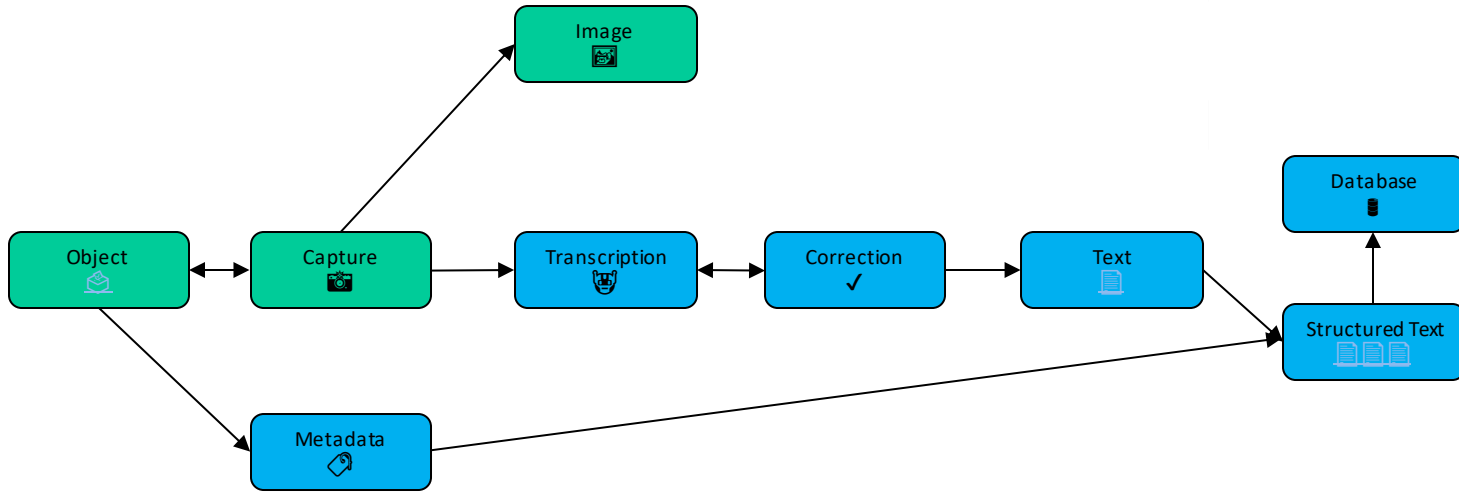 Image
Database
Object
Capture
Transcription
Correction
Text
Structured Text
Metadata